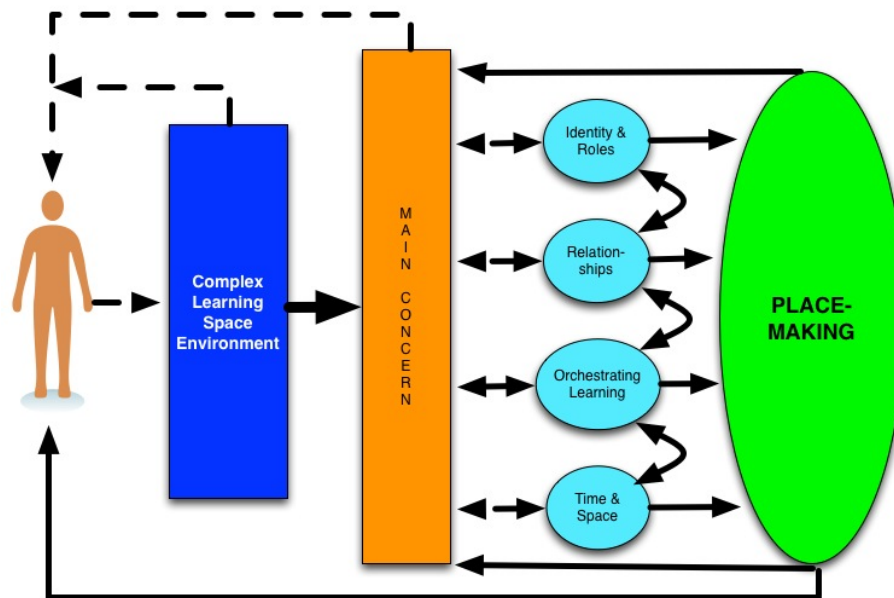 Complex
Learning
Space
Environment
M
A
I
N
C
O
N
C
E
R
N
Identity &
Roles
Relation-
ships
Orchestrating
Learning
Time &
Space
PLACE-
MAKING